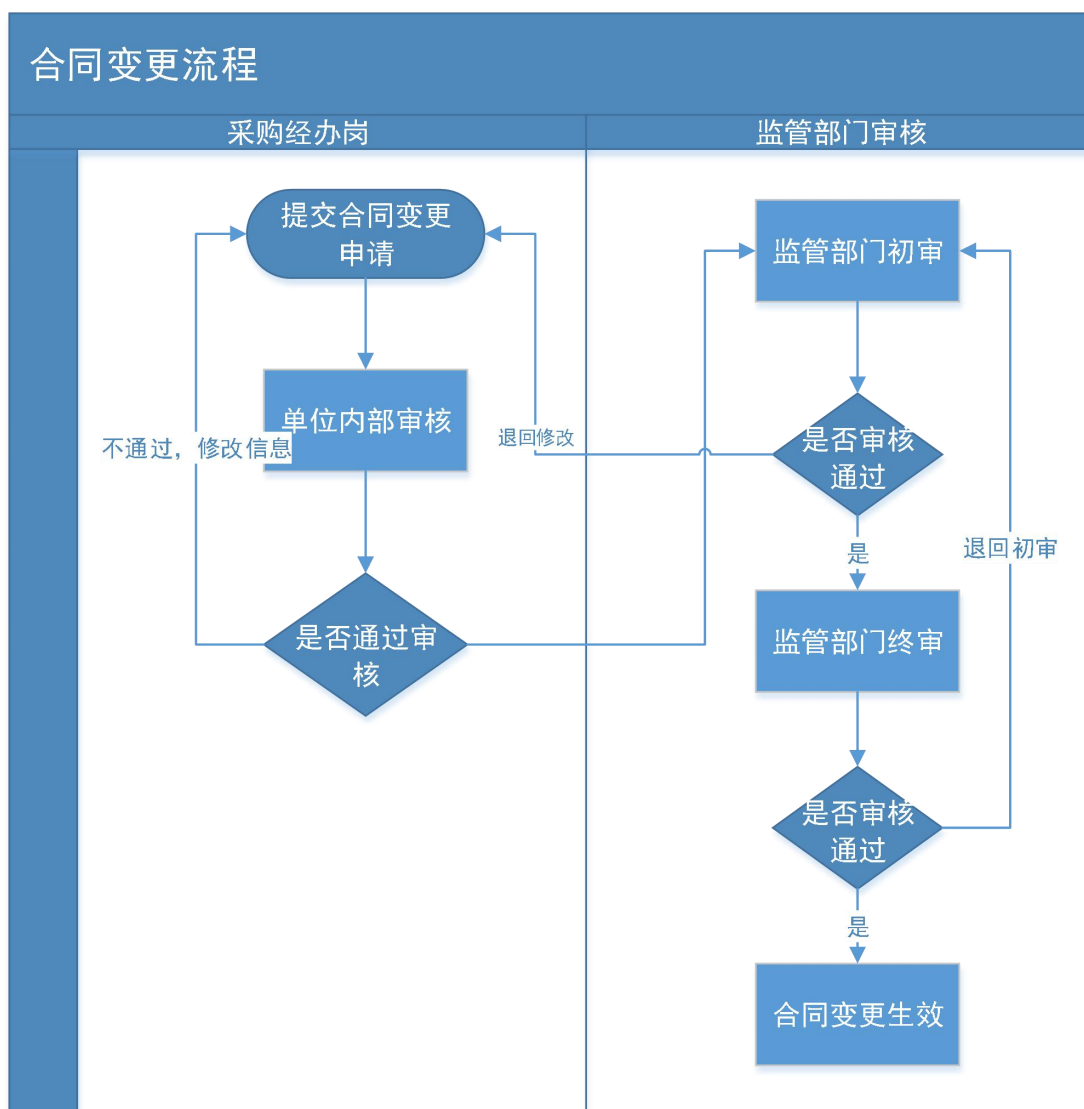 合同变更流程
采购经办岗
监管部门审核
提交合同变更
申请
监管部门初审
单位内部审核
不通过，修改信息
退回修改
是否审核
通过
是
退回初审
是否通过审
核
监管部门终审
是否审核
通过
是
合同变更生效